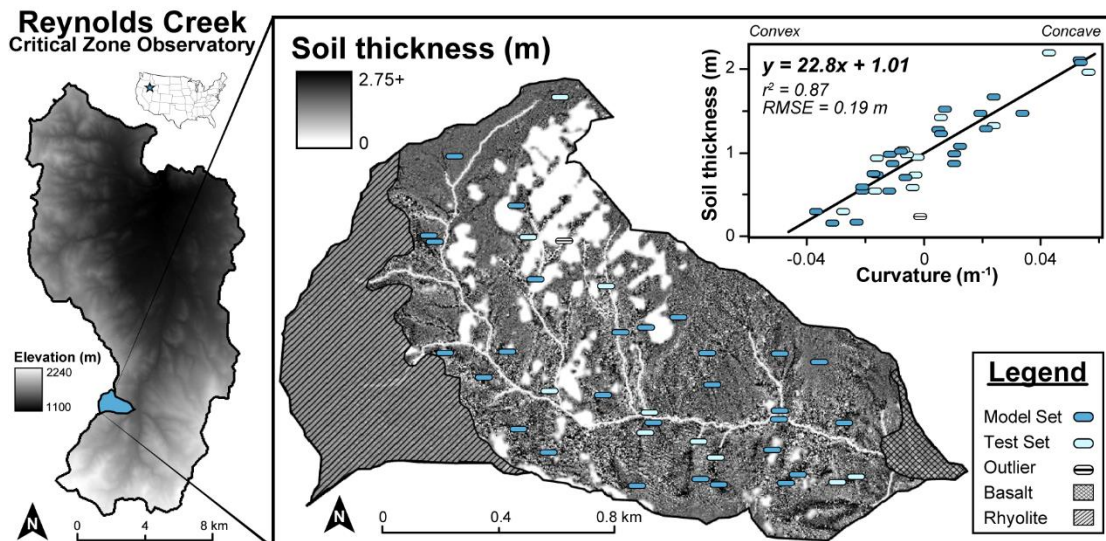 Reynolds Creek
Critical Zone Observatory
Elevation (m)
2240
1100
N
0 4 8 km
Soil thickness (m)
2.75+
0
N
0 0.4 0.8 km
Convex Concave
y = 22.8x + 1.01
r² = 0.87
RMSE = 0.19 m
Soil thickness (m)
2
1
0
-0.04 0 0.04
Curvature (m⁻¹)
Legend
Model Set
Test Set
Outlier
Basalt
Rhyolite